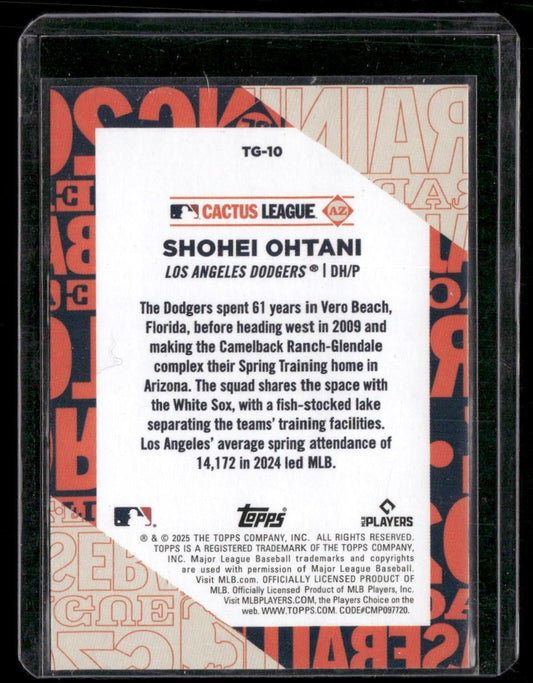 TG-10
CACTUS LEAGUE AZ
SHOHEI OHTANI
LOS ANGELES DODGERS ® | DH/P
The Dodgers spent 61 years in Vero Beach,
Florida, before heading west in 2009 and
making the Camelback Ranch-Glendale
complex their Spring Training home in
Arizona. The squad shares the space with
the White Sox, with a fish-stocked lake
separating the teams' training facilities.
Los Angeles' average spring attendance of
14,172 in 2024 led MLB.
Topps
MLB PLAYERS
® & © 2025 THE TOPPS COMPANY, INC. ALL RIGHTS RESERVED.
TOPPS IS A REGISTERED TRADEMARK OF THE TOPPS COMPANY,
INC. Major League Baseball trademarks and copyrights
are used with permission of Major League Baseball.
Visit MLB.com. OFFICIALLY LICENSED PRODUCT OF
MLB. Officially Licensed Product of MLB Players, Inc.
Visit MLBPLAYERS.COM, the Players Choice on the
web. WWW.TOPPS.COM. CODE#CMP097720.